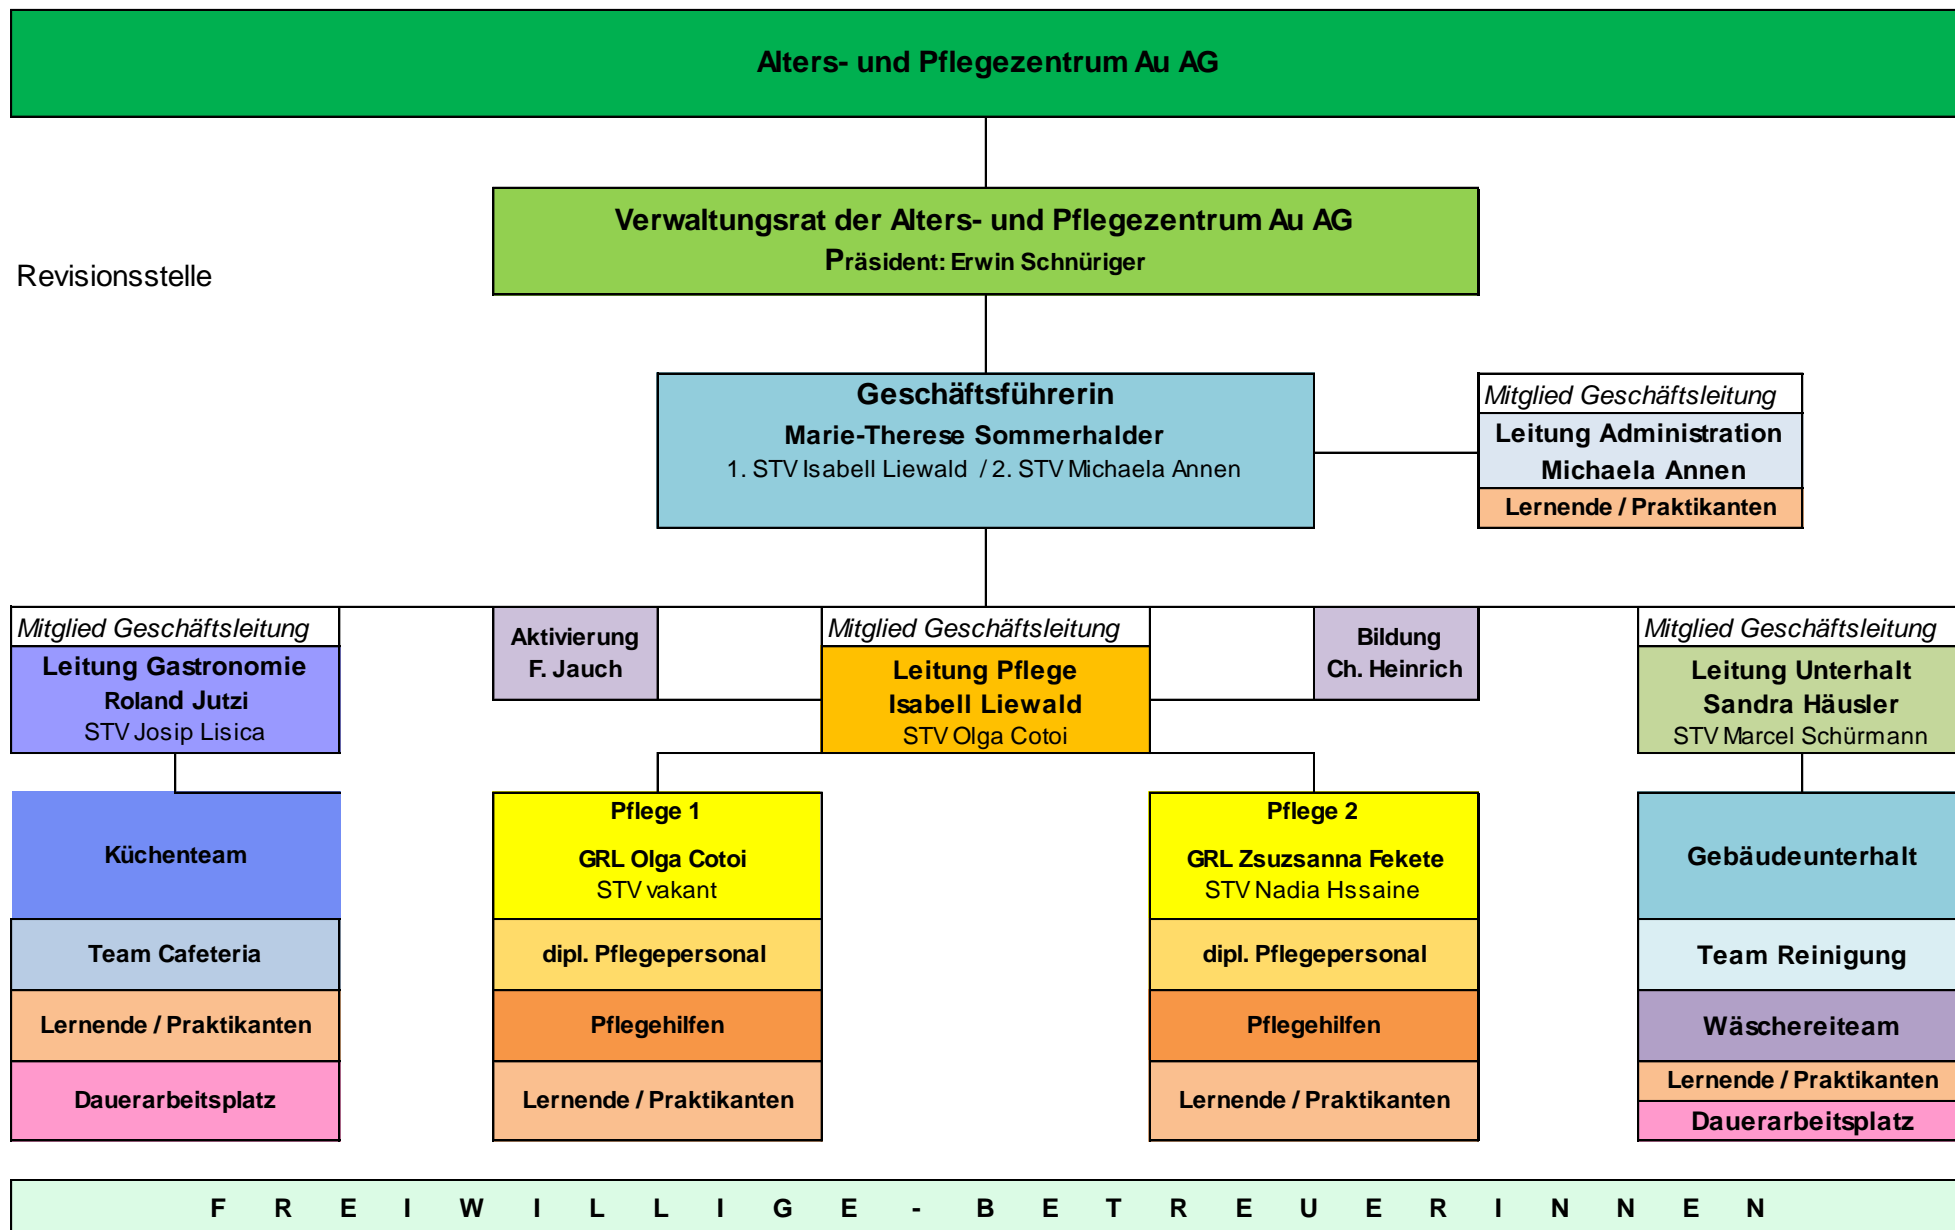 Alters- und Pflegezentrum Au AG
Verwaltungsrat der Alters- und Pflegezentrum Au AG
Präsident: Erwin Schnüriger
Revisionsstelle
Geschäftsführerin
Marie-Therese Sommerhalder
1. STV Isabell Liewald / 2. STV Michaela Annen
Mitglied Geschäftsleitung
Leitung Administration
Michaela Annen
Lernende / Praktikanten
Mitglied Geschäftsleitung
Leitung Gastronomie
Roland Jutzi
STV Josip Lisica
Aktivierung
F. Jauch
Mitglied Geschäftsleitung
Leitung Pflege
Isabell Liewald
STV Olga Cotoi
Bildung
Ch. Heinrich
Mitglied Geschäftsleitung
Leitung Unterhalt
Sandra Häusler
STV Marcel Schürmann
Küchenteam
Team Cafeteria
Lernende / Praktikanten
Dauerarbeitsplatz
Pflege 1
GRL Olga Cotoi
STV vakant
dipl. Pflegepersonal
Pflegehilfen
Lernende / Praktikanten
Pflege 2
GRL Zsuzsanna Fekete
STV Nadia Hssaine
dipl. Pflegepersonal
Pflegehilfen
Lernende / Praktikanten
Gebäudeunterhalt
Team Reinigung
Wäschereiteam
Lernende / Praktikanten
Dauerarbeitsplatz
F R E I W I L L I G E - B E T R E U E R I N N E N